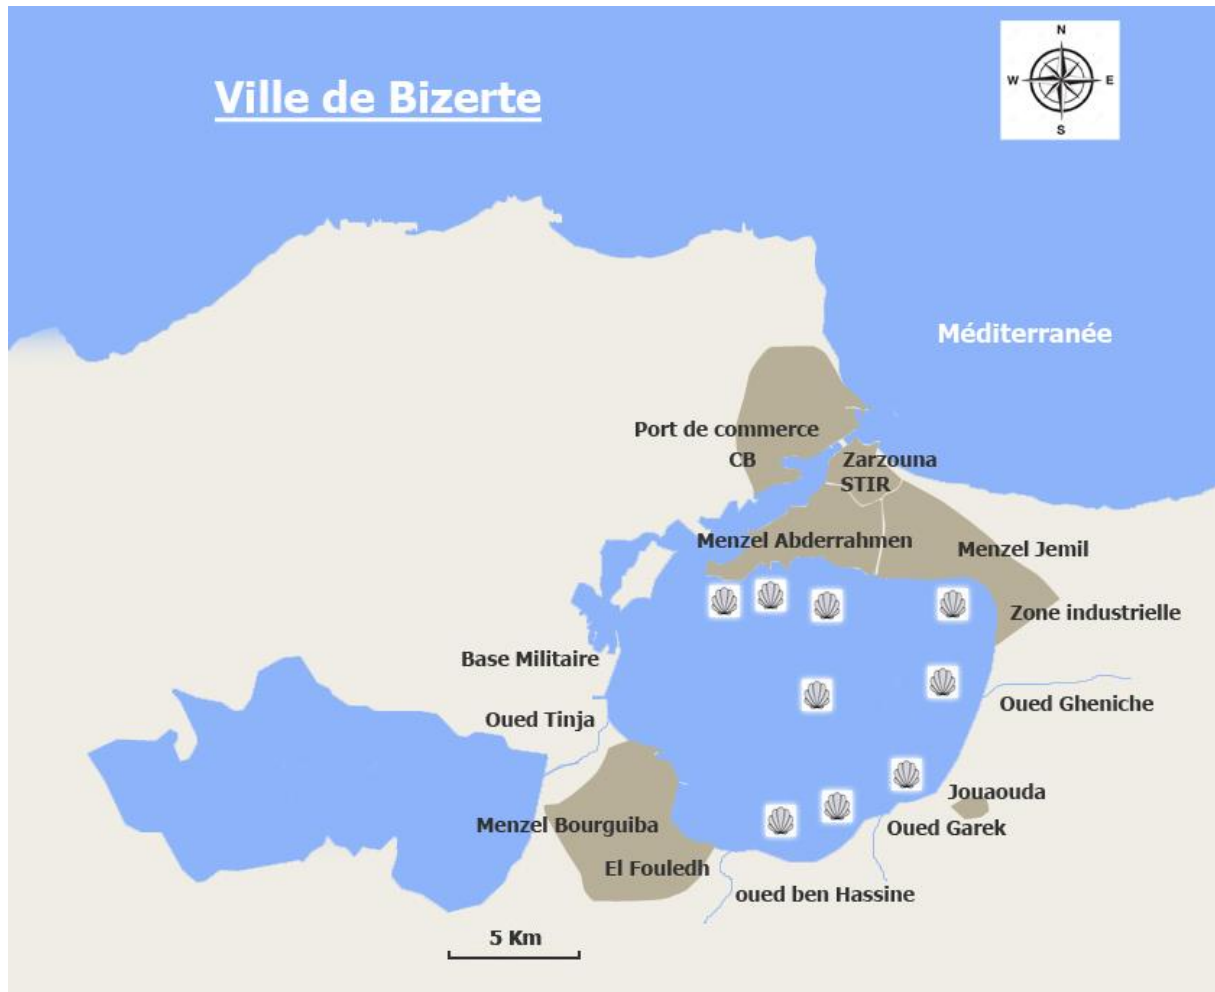 N
Ville de Bizerte
W
E
S
Méditerranée
Port de commerce
CB
Zarzouna
STIR
Menzel Abderrahmen
Menzel Jemil
Zone industrielle
Base Militaire
Oued Gheniche
Oued Tinja
Jouaouda
Menzel Bourguiba
Oued Garek
El Fouledh
oued ben Hassine
5 Km